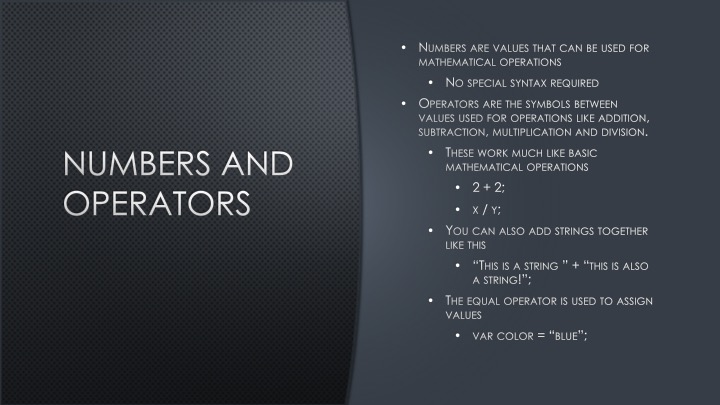 NUMBERS AND
OPERATORS
• Numbers are values that can be used for
mathematical operations
• No special syntax required
• Operators are the symbols between
values used for operations like addition,
subtraction, multiplication and division.
• These work much like basic
mathematical operations
• 2 + 2;
• x / y;
• You can also add strings together
like this
• “This is a string ” + “this is also
a string!”;
• The equal operator is used to assign
values
• var color = “blue”;